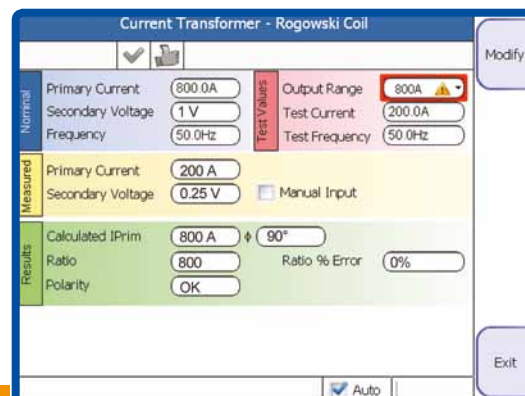 Current Transformer - Rogowski Coil
Modify
Nominal
Primary Current 800.0A
Secondary Voltage 1 V
Frequency 50.0Hz
Test Values
Output Range 800A
Test Current 200.0A
Test Frequency 50.0Hz
Measured
Primary Current 200 A
Secondary Voltage 0.25 V
Manual Input
Results
Calculated IPrim 800 A ϕ 90°
Ratio 800
Ratio % Error 0%
Polarity OK
Exit
Auto